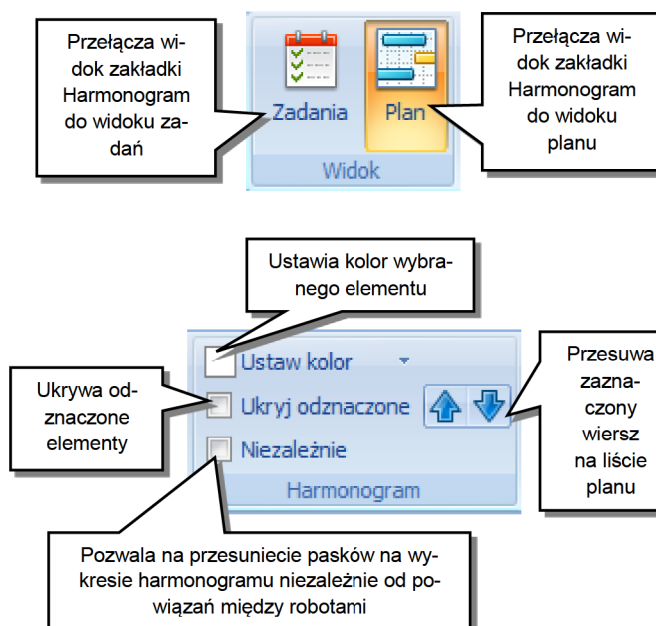 Przełącza wi-
dok zakładki
Harmonogram
do widoku za-
dań
Zadania
Plan
Widok
Przełącza wi-
dok zakładki
Harmonogram
do widoku
planu
Ustawia kolor wybra-
nego elementu
Ukrywa od-
znaczone
elementy
Ustaw kolor
Ukryj odznaczone
Niezależnie
Harmonogram
Przesuwa
zazna-
czony
wiersz
na liście
planu
Pozwala na przesuniecie pasków na wy-
kresie harmonogramu niezależnie od po-
wiązań między robotami